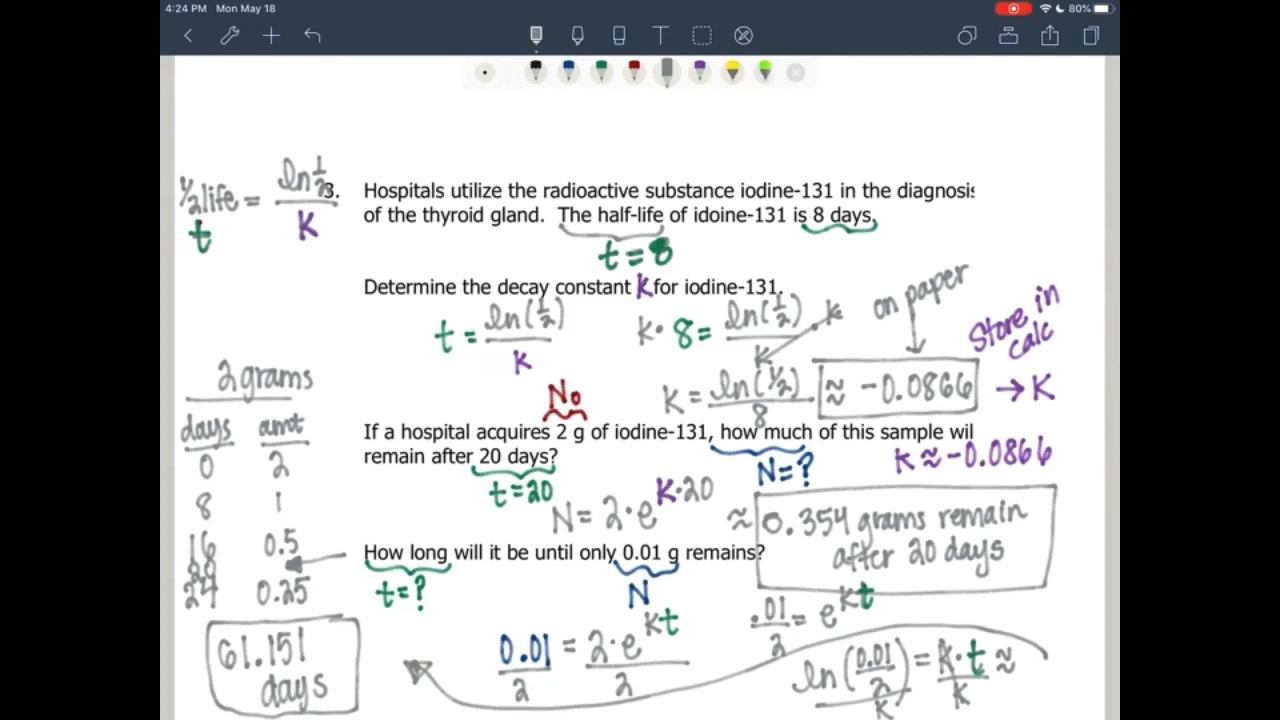 4:24 PM Mon May 18
80%
½ life = ln ½ / K
t
3. Hospitals utilize the radioactive substance iodine-131 in the diagnosis
of the thyroid gland. The half-life of idoine-131 is 8 days.
t = 8
Determine the decay constant K for iodine-131.
t = ln(½) / K
K · 8 = ln(½) / K · K
on paper
Store in
calc
K = ln(½) / 8 ≈ -0.0866 → K
2 grams
days amt
0 2
8 1
16 0.5
20
24 0.25
No
If a hospital acquires 2 g of iodine-131, how much of this sample wil
remain after 20 days?
K ≈ -0.0866
t = 20
N = ?
N = 2 · e^K·20 ≈ 0.354 grams remain
after 20 days
How long will it be until only 0.01 g remains?
t = ?
N
0.01 / 2 = 2 · e^Kt / 2
.01 / 2 = e^Kt
ln(0.01 / 2) / K = K · t / K ≈
61.151
days